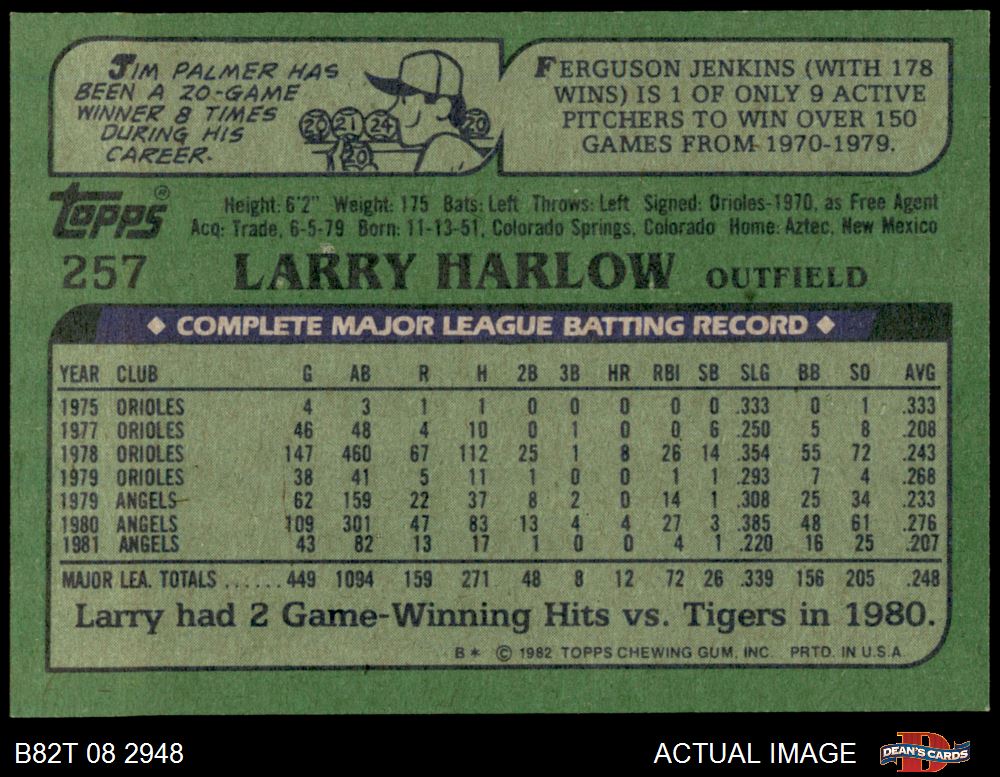 JIM PALMER HAS
BEEN A 20-GAME
WINNER 8 TIMES
DURING HIS
CAREER.
20 21 24 20
20
FERGUSON JENKINS (WITH 178
WINS) IS 1 OF ONLY 9 ACTIVE
PITCHERS TO WIN OVER 150
GAMES FROM 1970-1979.
topps®
Height: 6'2" Weight: 175 Bats: Left Throws: Left Signed: Orioles-1970, as Free Agent
Acq: Trade, 6-5-79 Born: 11-13-51, Colorado Springs, Colorado Home: Aztec, New Mexico
257 LARRY HARLOW OUTFIELD
◆ COMPLETE MAJOR LEAGUE BATTING RECORD ◆
YEAR CLUB G AB R H 2B 3B HR RBI SB SLG BB SO AVG
1975 ORIOLES 4 3 1 1 0 0 0 0 0 .333 0 1 .333
1977 ORIOLES 46 48 4 10 0 1 0 0 6 .250 5 8 .208
1978 ORIOLES 147 460 67 112 25 1 8 26 14 .354 55 72 .243
1979 ORIOLES 38 41 5 11 1 0 0 1 1 .293 7 4 .268
1979 ANGELS 62 159 22 37 8 2 0 14 1 .308 25 34 .233
1980 ANGELS 109 301 47 83 13 4 4 27 3 .385 48 61 .276
1981 ANGELS 43 82 13 17 1 0 0 4 1 .220 16 25 .207
MAJOR LEA. TOTALS ...... 449 1094 159 271 48 8 12 72 26 .339 156 205 .248
Larry had 2 Game-Winning Hits vs. Tigers in 1980.
B* © 1982 TOPPS CHEWING GUM, INC. PRTD. IN U.S.A.
B82T 08 2948
ACTUAL IMAGE
D
DEAN'S CARDS